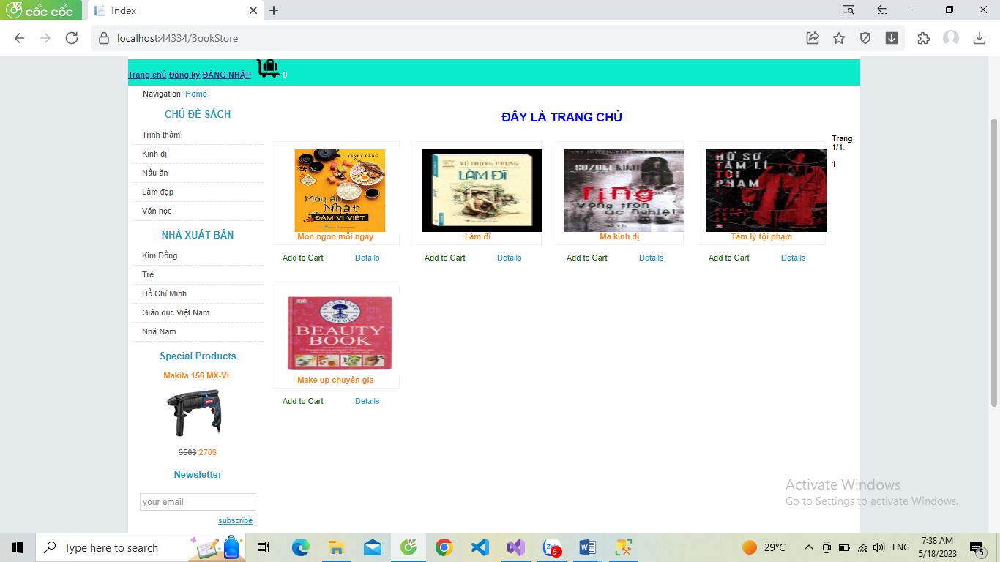 cốc cốc
Index
localhost:44334/BookStore
Trang chủ Đăng ký ĐĂNG NHẬP 0
Navigation: Home
CHỦ ĐỀ SÁCH
Trinh thám
Kinh dị
Nấu ăn
Làm đẹp
Văn học
NHÀ XUẤT BẢN
Kim Đồng
Trẻ
Hồ Chí Minh
Giáo dục Việt Nam
Nhã Nam
Special Products
Makita 156 MX-VL
350$ 270$
Newsletter
your email
subscribe
ĐÂY LÀ TRANG CHỦ
Món ăn
Nhật
ĐẬM VỊ VIỆT
Món ngon mỗi ngày
Add to Cart Details
VŨ TRỌNG PHỤNG
LÀM ĐĨ
Làm đĩ
Add to Cart Details
SUZUKI KOJI
ring
Vòng tròn
ác nghiệt
Ma kinh dị
Add to Cart Details
HỒ SƠ
TÂM LÍ
TỘI
PHẠM
Tâm lý tội phạm
Add to Cart Details
Trang
1/1;
1
NEAL'S YARD
REMEDIES
BEAUTY
BOOK
Make up chuyên gia
Add to Cart Details
Activate Windows
Go to Settings to activate Windows.
Type here to search
5+
29°C
ENG
7:38 AM
5/18/2023
5